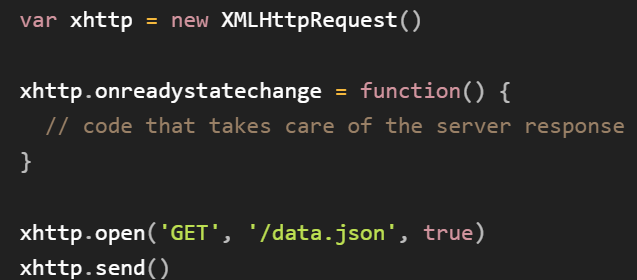 var xhttp = new XMLHttpRequest()
xhttp.onreadystatechange = function() {
  // code that takes care of the server response
}
xhttp.open('GET', '/data.json', true)
xhttp.send()